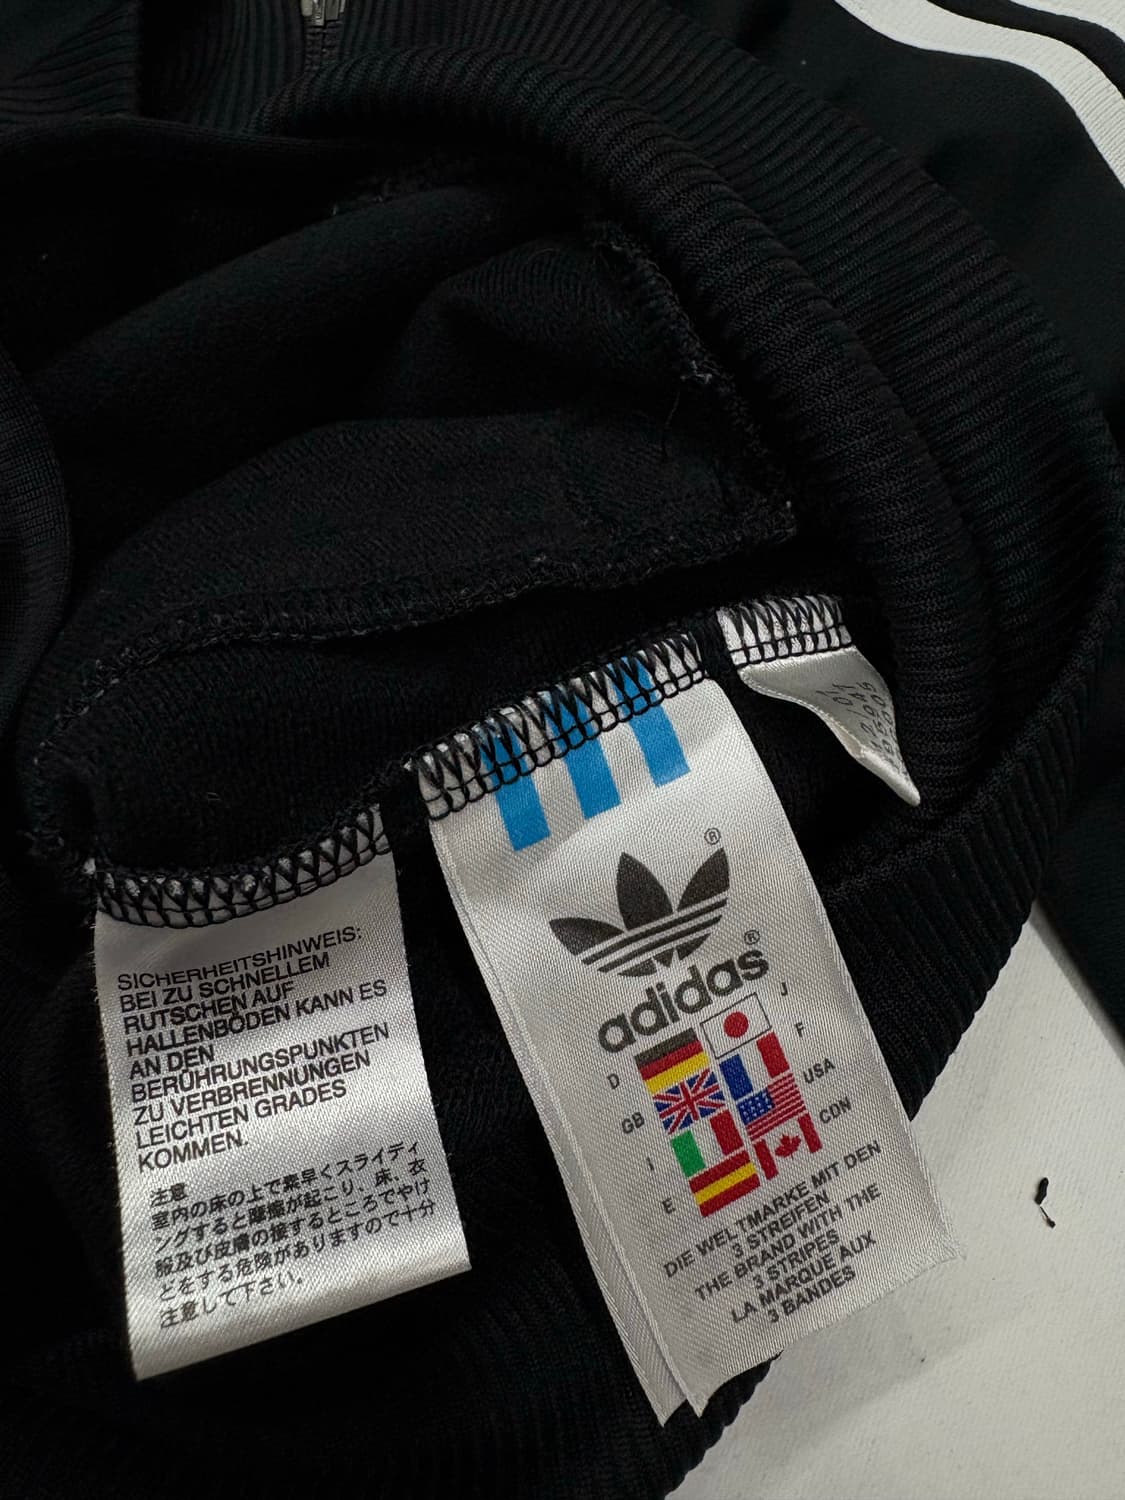 SICHERHEITSHINWEIS:
BEI ZU SCHNELLEM
RUTSCHEN AUF
HALLENBÖDEN KANN ES
AN DEN
BERÜHRUNGSPUNKTEN
ZU VERBRENNUNGEN
LEICHTEN GRADES
KOMMEN.
注意
室内の床の上で素早くスライディ
ングすると摩擦が起こり、床、衣
服及び皮膚の接するところでやけ
どをする危険がありますので十分
注意して下さい。
®
adidas®
J
D
F
GB
USA
I
CDN
E
DIE WELTMARKE MIT DEN
3 STREIFEN
THE BRAND WITH THE
3 STRIPES
LA MARQUE AUX
3 BANDES